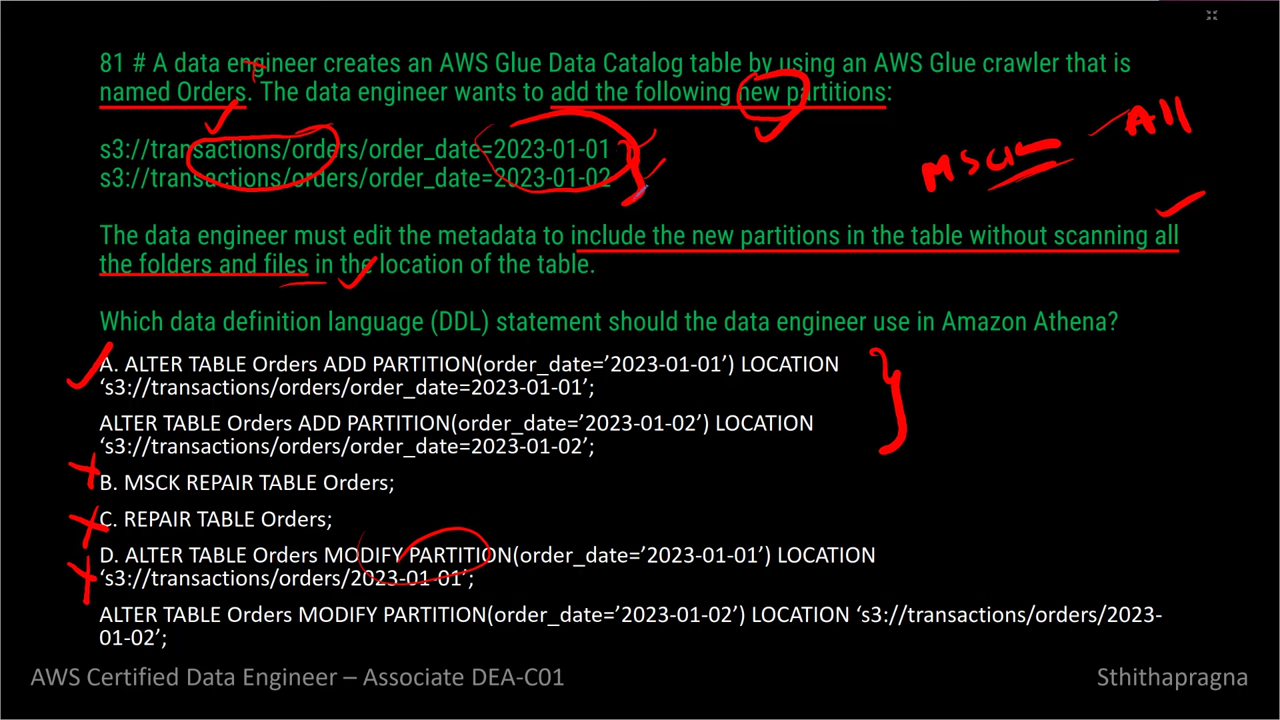 81 # A data engineer creates an AWS Glue Data Catalog table by using an AWS Glue crawler that is
named Orders. The data engineer wants to add the following new partitions:
s3://transactions/orders/order_date=2023-01-01
s3://transactions/orders/order_date=2023-01-02
MSCK
All
The data engineer must edit the metadata to include the new partitions in the table without scanning all
the folders and files in the location of the table.
Which data definition language (DDL) statement should the data engineer use in Amazon Athena?
A. ALTER TABLE Orders ADD PARTITION(order_date=’2023-01-01’) LOCATION
‘s3://transactions/orders/order_date=2023-01-01’;
ALTER TABLE Orders ADD PARTITION(order_date=’2023-01-02’) LOCATION
‘s3://transactions/orders/order_date=2023-01-02’;
B. MSCK REPAIR TABLE Orders;
C. REPAIR TABLE Orders;
D. ALTER TABLE Orders MODIFY PARTITION(order_date=’2023-01-01’) LOCATION
‘s3://transactions/orders/2023-01-01’;
ALTER TABLE Orders MODIFY PARTITION(order_date=’2023-01-02’) LOCATION ‘s3://transactions/orders/2023-
01-02’;
AWS Certified Data Engineer – Associate DEA-C01
Sthithapragna